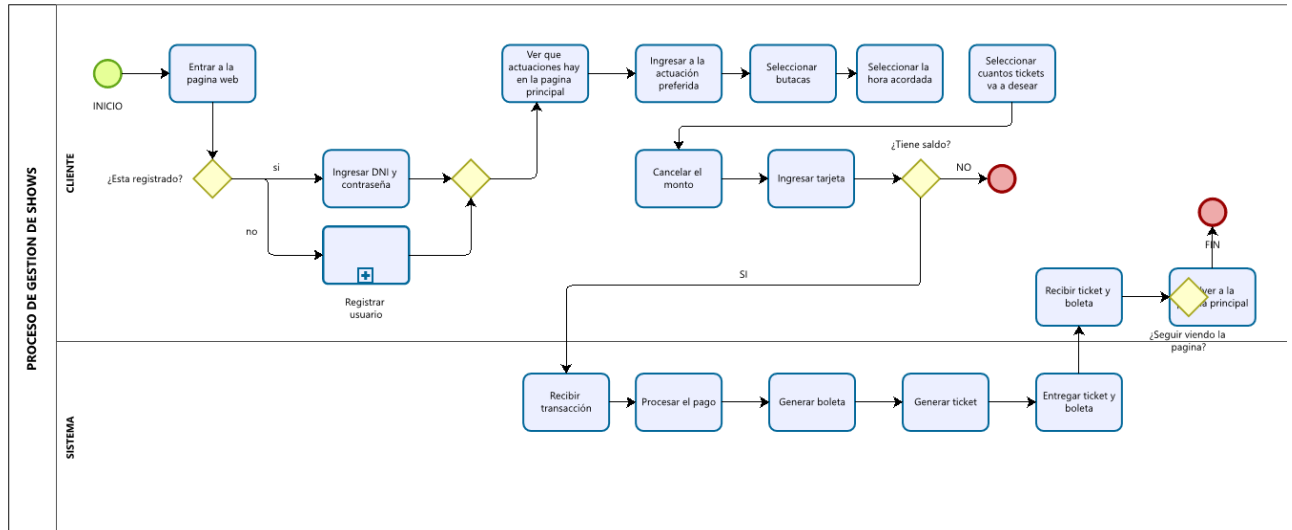 PROCESO DE GESTION DE SHOWS
CLIENTE
INICIO
Entrar a la
pagina web
¿Esta registrado?
si
no
Ingresar DNI y
contraseña
Registrar
usuario
Ver que
actuaciones hay
en la pagina
principal
Ingresar a la
actuación
preferida
Seleccionar
butacas
Seleccionar la
hora acordada
Seleccionar
cuantos tickets
va a desear
Cancelar el
monto
Ingresar tarjeta
¿Tiene saldo?
NO
SI
SISTEMA
Recibir
transacción
Procesar el pago
Generar boleta
Generar ticket
Entregar ticket y
boleta
Recibir ticket y
boleta
a la
principal
¿Seguir viendo la
pagina?
FIN